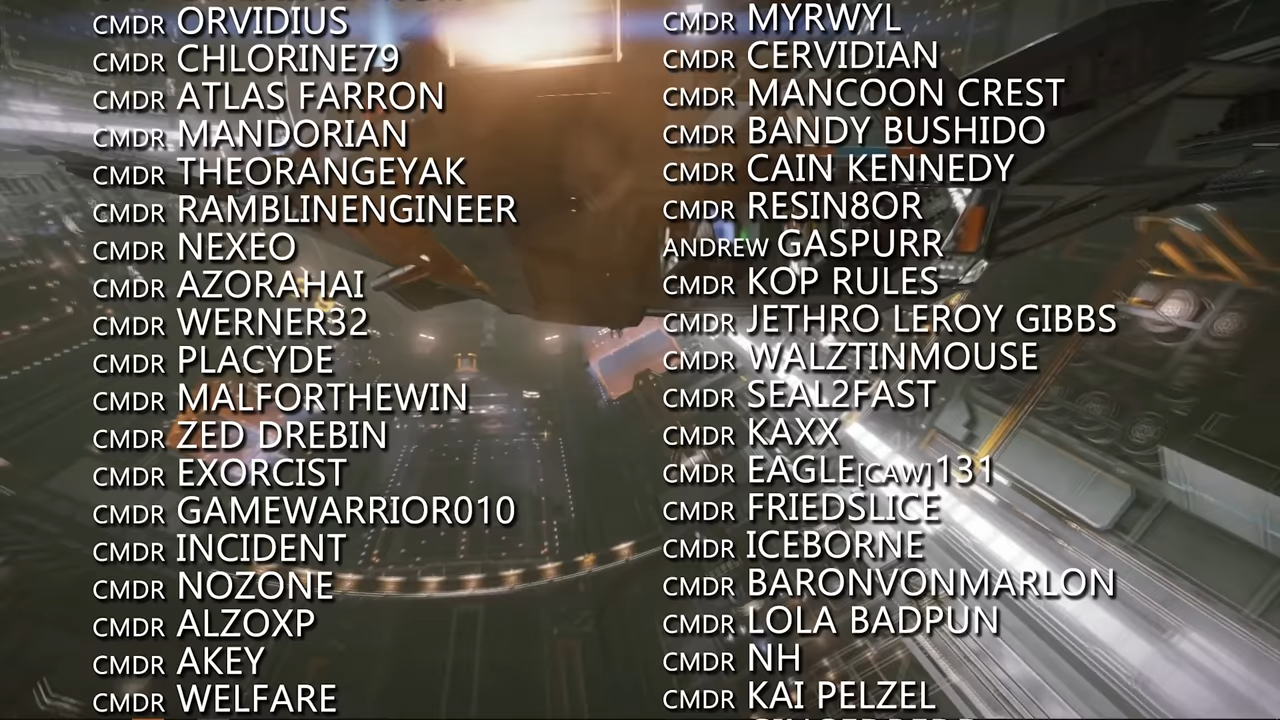 CMDR ORVIDIUS
CMDR CHLORINE79
CMDR ATLAS FARRON
CMDR MANDORIAN
CMDR THEORANGEYAK
CMDR RAMBLINENGINEER
CMDR NEXEO
CMDR AZORAHAI
CMDR WERNER32
CMDR PLACYDE
CMDR MALFORTHEWIN
CMDR ZED DREBIN
CMDR EXORCIST
CMDR GAMEWARRIOR010
CMDR INCIDENT
CMDR NOZONE
CMDR ALZOXP
CMDR AKEY
CMDR WELFARE
CMDR MYRWYL
CMDR CERVIDIAN
CMDR MANCOON CREST
CMDR BANDY BUSHIDO
CMDR CAIN KENNEDY
CMDR RESIN8OR
ANDREW GASPURR
CMDR KOP RULES
CMDR JETHRO LEROY GIBBS
CMDR WALZTINMOUSE
CMDR SEAL2FAST
CMDR KAXX
CMDR EAGLE[CAW]131
CMDR FRIEDSLICE
CMDR ICEBORNE
CMDR BARONVONMARLON
CMDR LOLA BADPUN
CMDR NH
CMDR KAI PELZEL